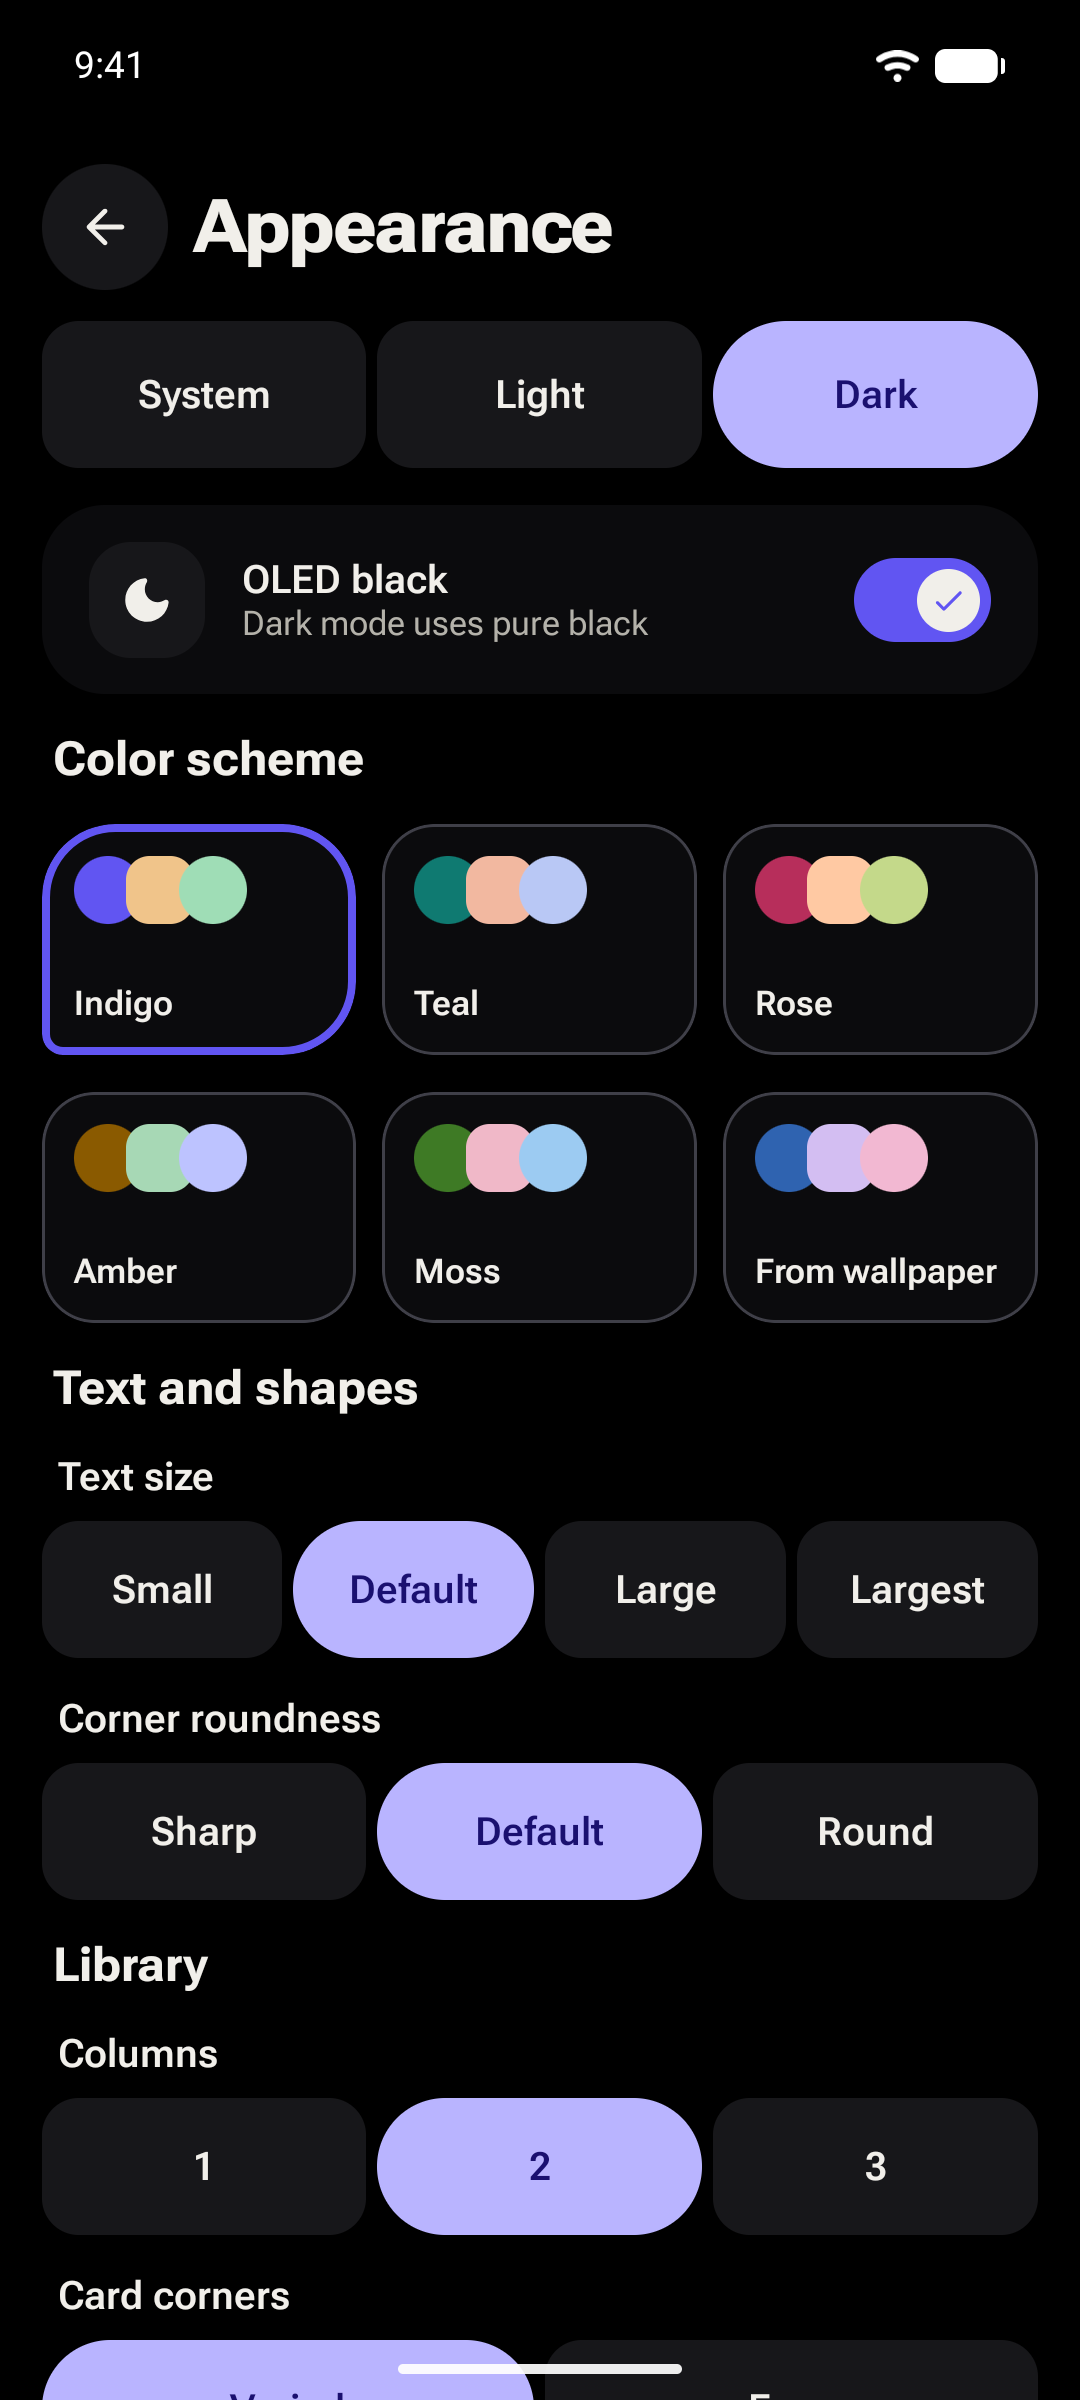 9:41
Appearance
System
Light
Dark
OLED black
Dark mode uses pure black
Color scheme
Indigo
Teal
Rose
Amber
Moss
From wallpaper
Text and shapes
Text size
Small
Default
Large
Largest
Corner roundness
Sharp
Default
Round
Library
Columns
1
2
3
Card corners